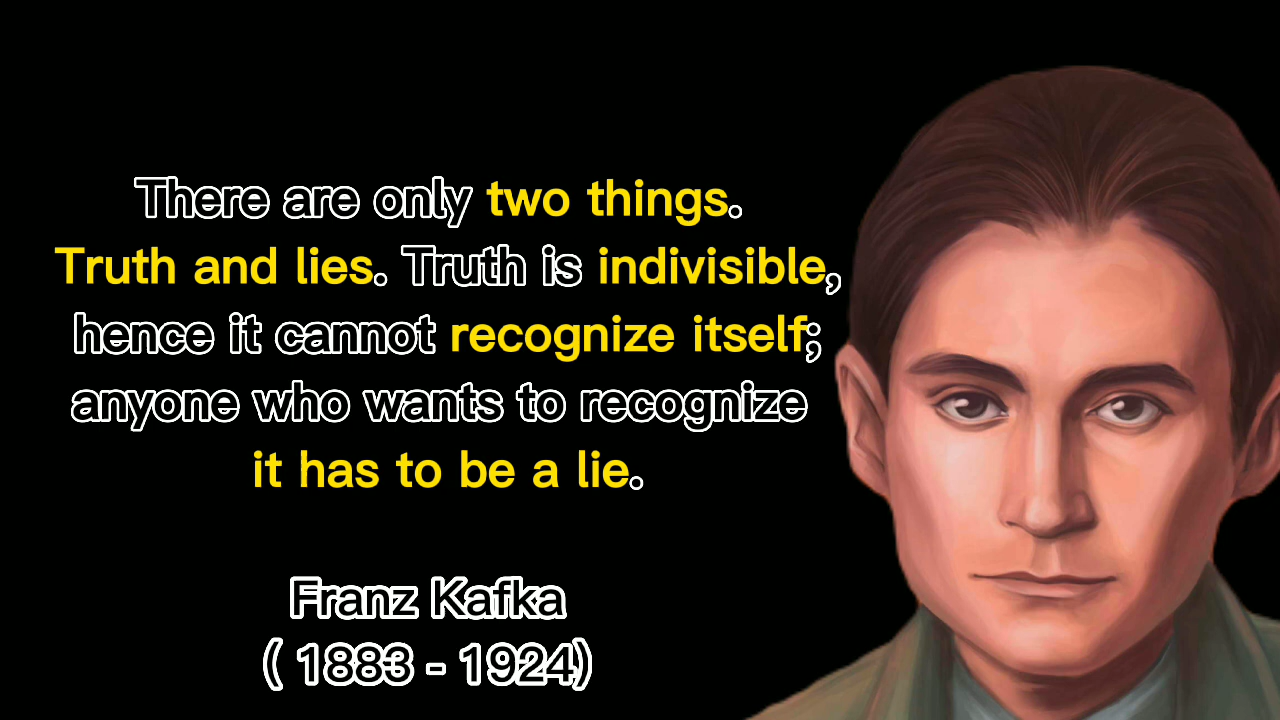 There are only two things.
Truth and lies. Truth is indivisible,
hence it cannot recognize itself;
anyone who wants to recognize
it has to be a lie.
Franz Kafka
( 1883 - 1924)